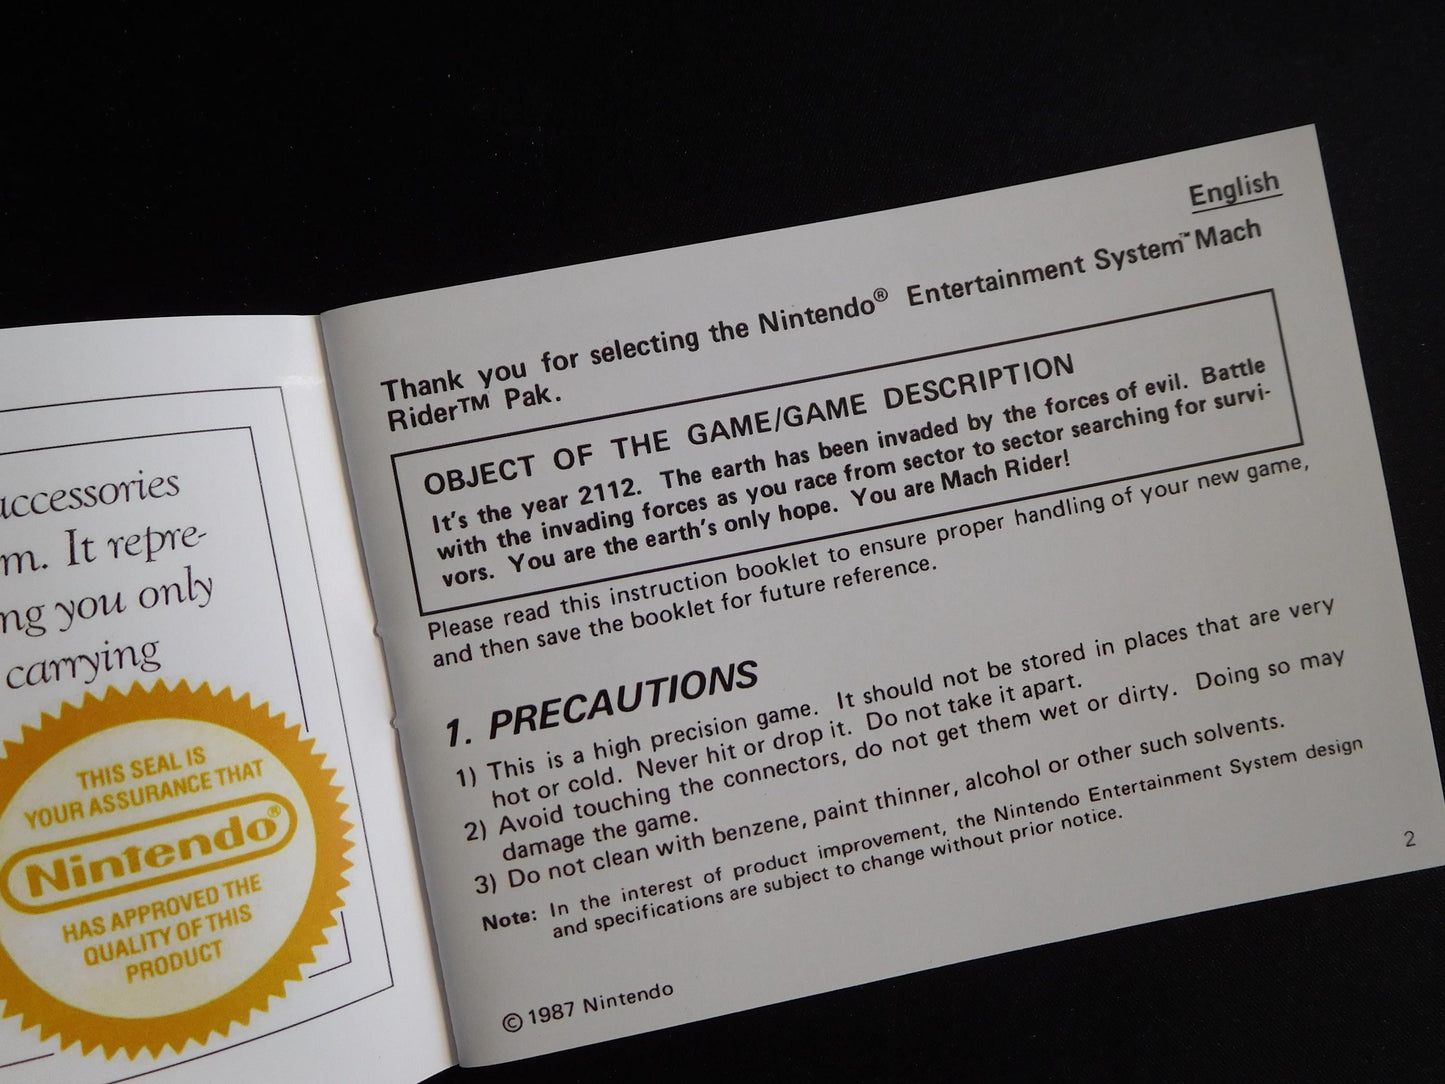 accessories
m. It repre-
ng you only
carrying
THIS SEAL IS
YOUR ASSURANCE THAT
Nintendo®
HAS APPROVED THE
QUALITY OF THIS
PRODUCT
English
Thank you for selecting the Nintendo® Entertainment System™ Mach
Rider™ Pak.
OBJECT OF THE GAME/GAME DESCRIPTION
It's the year 2112. The earth has been invaded by the forces of evil. Battle
with the invading forces as you race from sector to sector searching for survi-
vors. You are the earth's only hope. You are Mach Rider!
Please read this instruction booklet to ensure proper handling of your new game,
and then save the booklet for future reference.
1. PRECAUTIONS
1) This is a high precision game. It should not be stored in places that are very
hot or cold. Never hit or drop it. Do not take it apart.
2) Avoid touching the connectors, do not get them wet or dirty. Doing so may
damage the game.
3) Do not clean with benzene, paint thinner, alcohol or other such solvents.
Note: In the interest of product improvement, the Nintendo Entertainment System design
and specifications are subject to change without prior notice.
2
© 1987 Nintendo